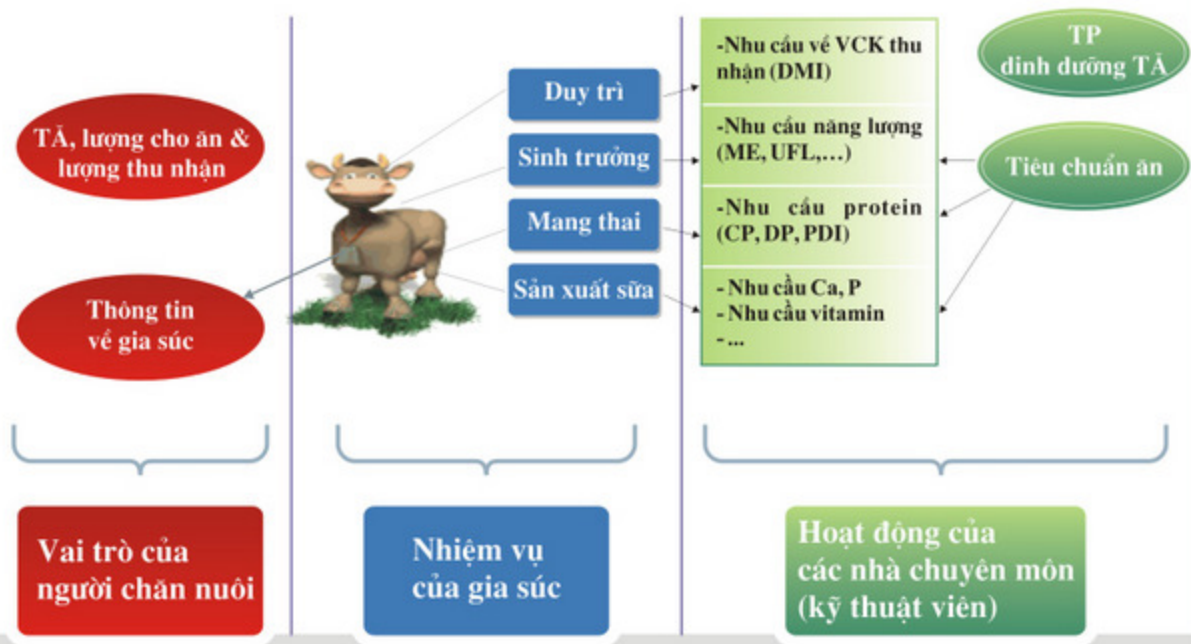 TĂ, lượng cho ăn &
lượng thu nhận
Thông tin
về gia súc
Vai trò của
người chăn nuôi
Duy trì
Sinh trưởng
Mang thai
Sản xuất sữa
Nhiệm vụ
của gia súc
-Nhu cầu về VCK thu
nhận (DMI)
-Nhu cầu năng lượng
(ME, UFL,...)
-Nhu cầu protein
(CP, DP, PDI)
- Nhu cầu Ca, P
- Nhu cầu vitamin
- ...
TP
dinh dưỡng TĂ
Tiêu chuẩn ăn
Hoạt động của
các nhà chuyên môn
(kỹ thuật viên)